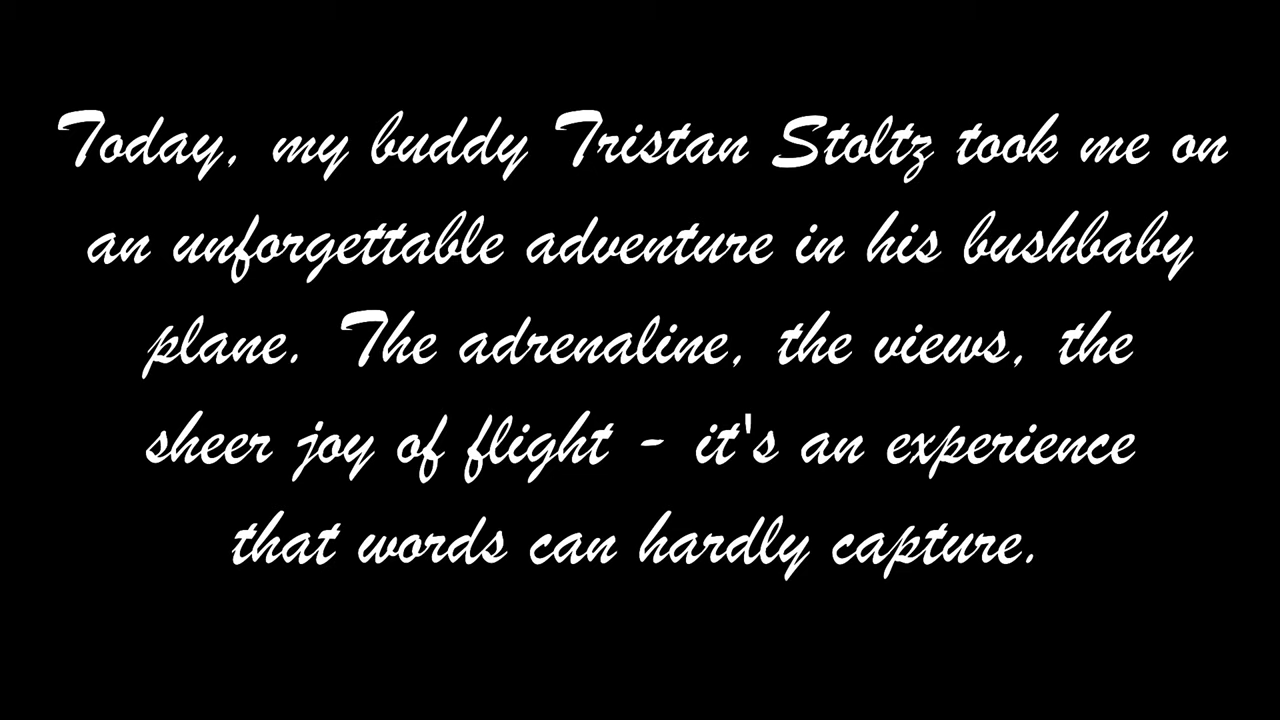 Today, my buddy Tristan Stoltz took me on
an unforgettable adventure in his bushbaby
plane. The adrenaline, the views, the
sheer joy of flight - it's an experience
that words can hardly capture.